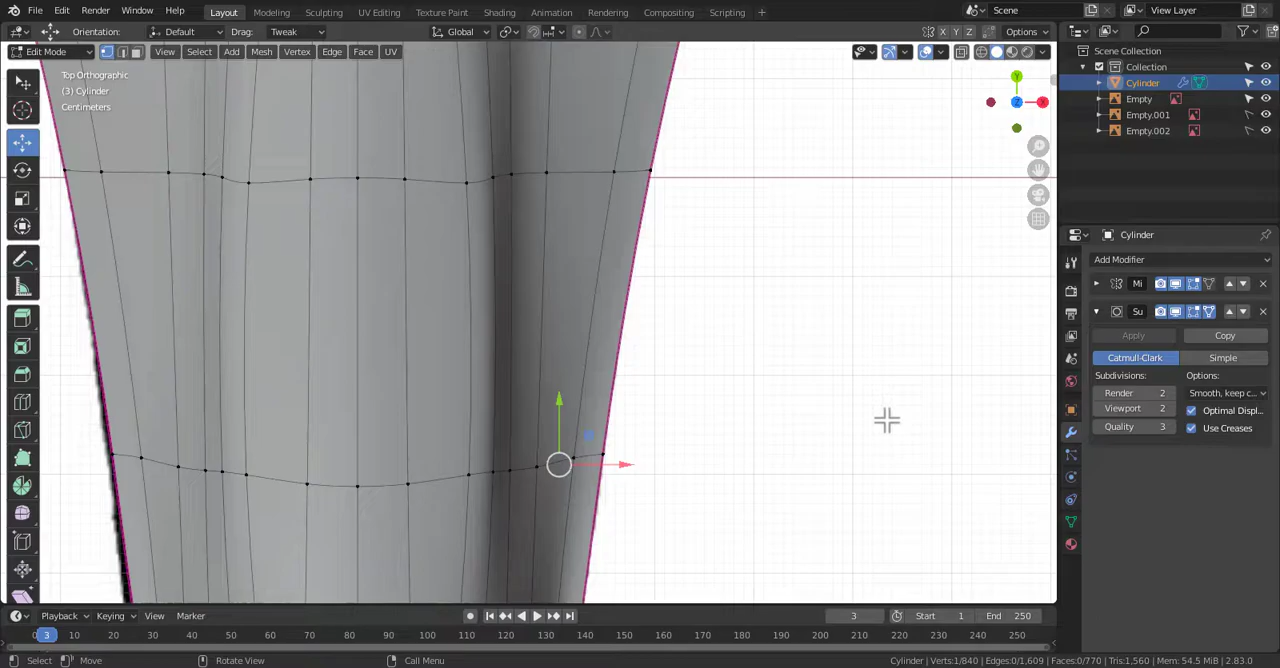 File Edit Render Window Help Layout Modeling Sculpting UV Editing Texture Paint Shading Animation Rendering Compositing Scripting Scene View Layer
Orientation: Default Drag: Tweak Global X Y Z Options
Edit Mode View Select Add Mesh Vertex Edge Face UV
Top Orthographic
(3) Cylinder
Centimeters
Y
Z X
Scene Collection
Collection
Cylinder
Empty
Empty.001
Empty.002
Cylinder
Add Modifier
Mi
Su
Apply Copy
Catmull-Clark Simple
Subdivisions: Options:
Render 2 Smooth, keep c...
Viewport 2 Optimal Displ...
Quality 3 Use Creases
Playback Keying View Marker 3 Start 1 End 250
0 3 10 20 30 40 50 60 70 80 90 100 110 120 130 140 150 160 170 180 190 200 210 220 230 240 250
Select Move Rotate View Call Menu Cylinder | Verts:1/840 | Edges:0/1,609 | Faces:0/770 | Tris:1,560 | Mem: 54.5 MiB | 2.83.0